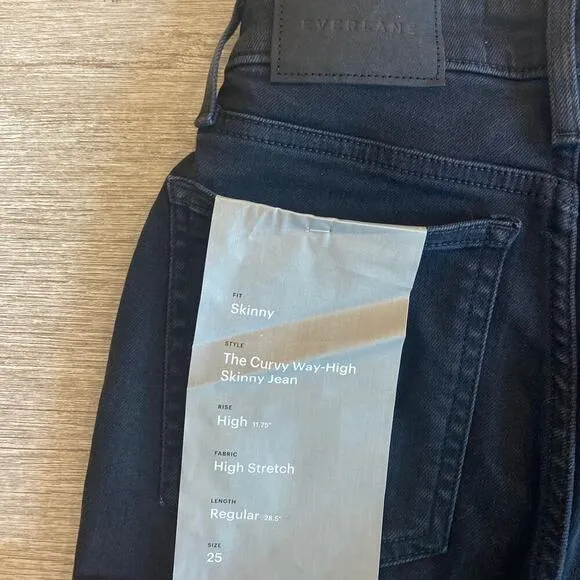 EVERLANE
FIT
Skinny
STYLE
The Curvy Way-High
Skinny Jean
RISE
High 11.75"
FABRIC
High Stretch
LENGTH
Regular 28.5"
SIZE
25